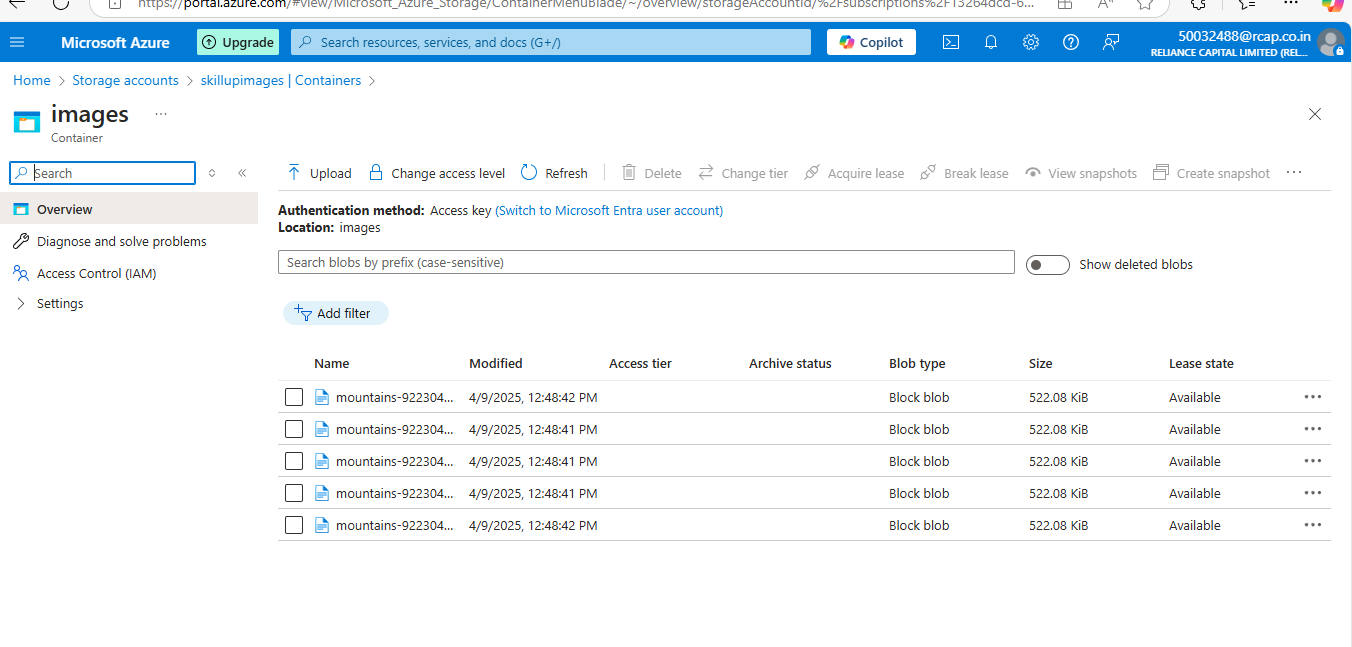 https://portal.azure.com/#view/Microsoft_Azure_Storage/ContainerMenuBlade/~/overview/storageAccountId/%2Fsubscriptions%2F13264dcd-6...
Microsoft Azure Upgrade Search resources, services, and docs (G+/) Copilot 50032488@rcap.co.in
RELIANCE CAPITAL LIMITED (REL...
Home > Storage accounts > skillupimages | Containers >
images ...
Container
Search
Overview
Diagnose and solve problems
Access Control (IAM)
Settings
Upload Change access level Refresh Delete Change tier Acquire lease Break lease View snapshots Create snapshot ...
Authentication method: Access key (Switch to Microsoft Entra user account)
Location: images
Search blobs by prefix (case-sensitive) Show deleted blobs
Add filter
Name Modified Access tier Archive status Blob type Size Lease state
mountains-922304... 4/9/2025, 12:48:42 PM Block blob 522.08 KiB Available ...
mountains-922304... 4/9/2025, 12:48:41 PM Block blob 522.08 KiB Available ...
mountains-922304... 4/9/2025, 12:48:41 PM Block blob 522.08 KiB Available ...
mountains-922304... 4/9/2025, 12:48:41 PM Block blob 522.08 KiB Available ...
mountains-922304... 4/9/2025, 12:48:42 PM Block blob 522.08 KiB Available ...